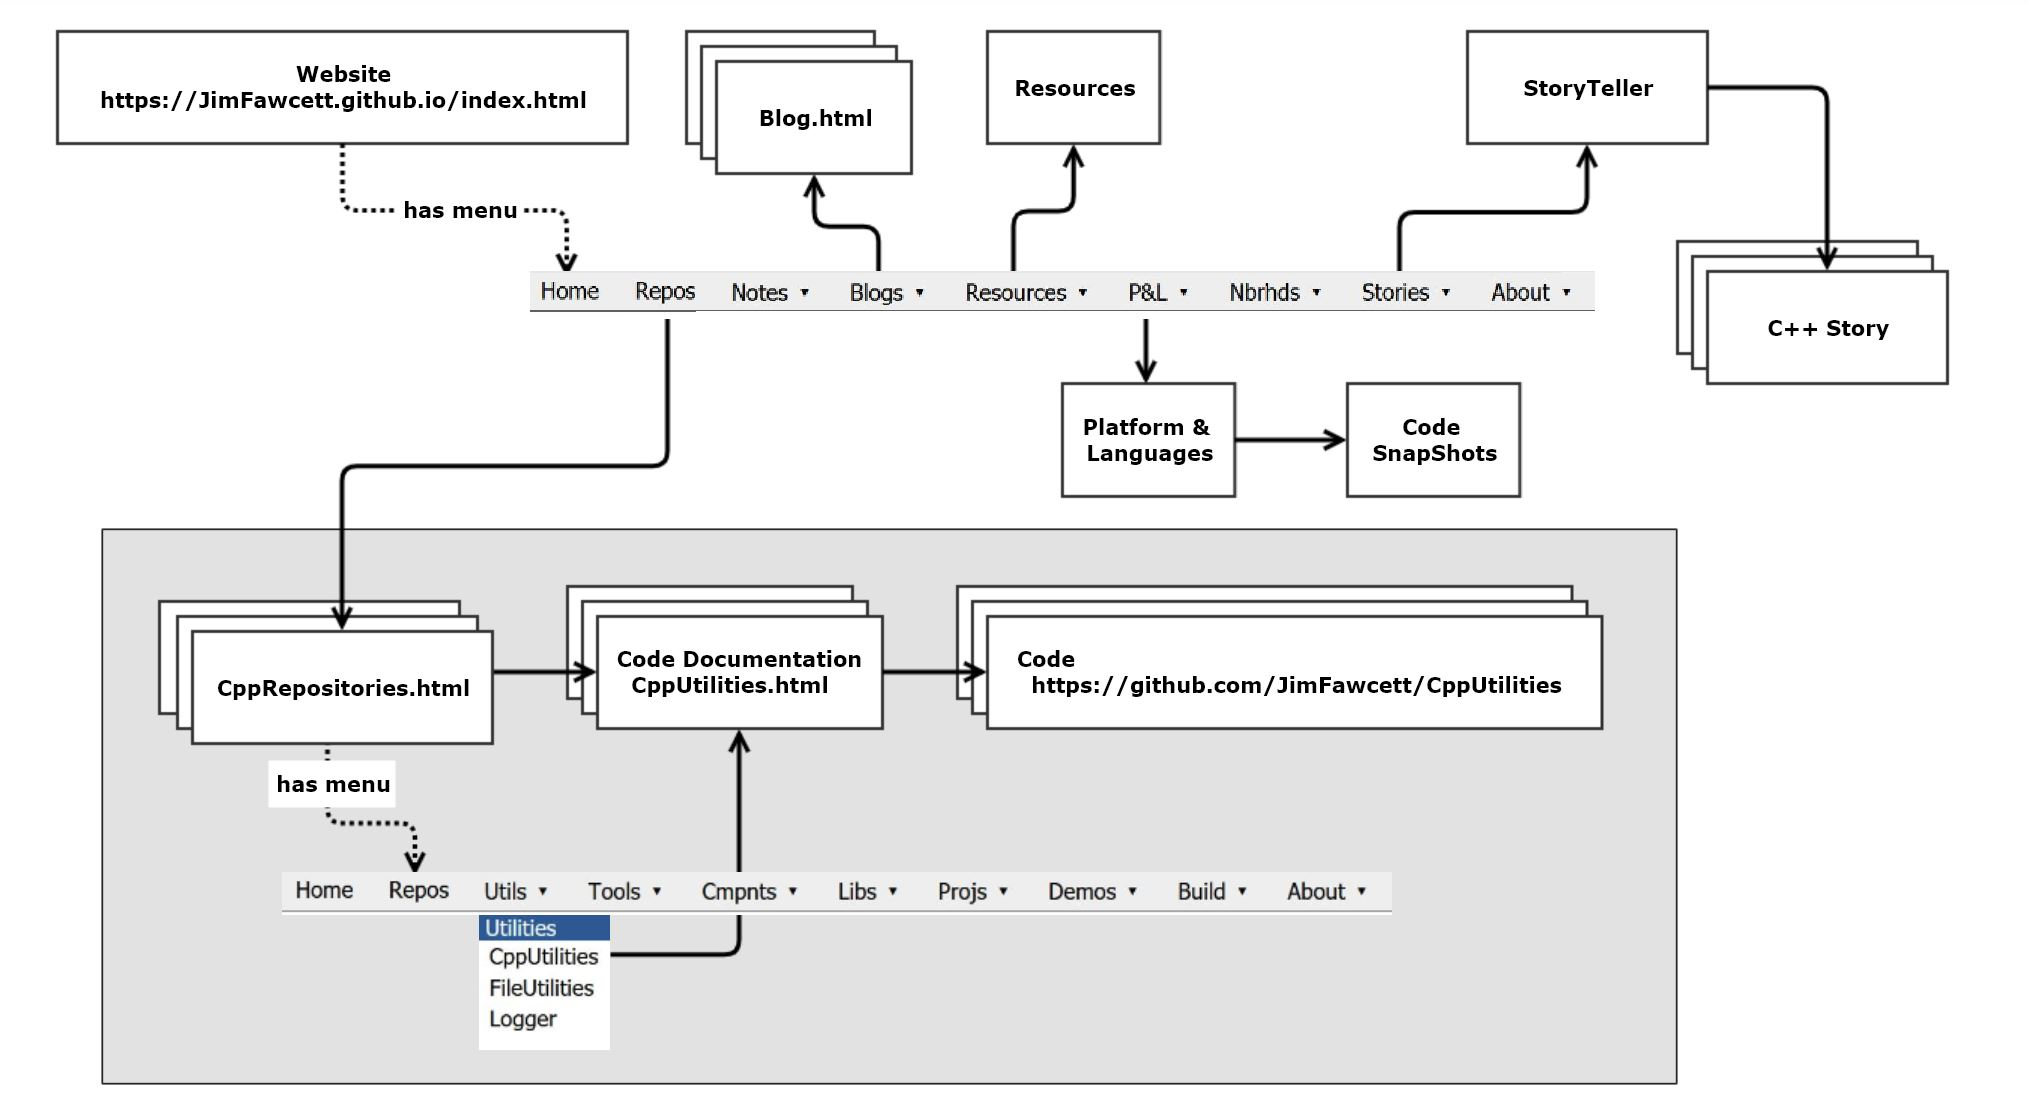 Website
https://JimFawcett.github.io/index.html
Blog.html
Resources
StoryTeller
has menu
Home Repos Notes ▼ Blogs ▼ Resources ▼ P&L ▼ Nbrhds ▼ Stories ▼ About ▼
C++ Story
Platform &
Languages
Code
SnapShots
CppRepositories.html
Code Documentation
CppUtilities.html
Code
https://github.com/JimFawcett/CppUtilities
has menu
Home Repos Utils ▼ Tools ▼ Cmpnts ▼ Libs ▼ Projs ▼ Demos ▼ Build ▼ About ▼
Utilities
CppUtilities
FileUtilities
Logger